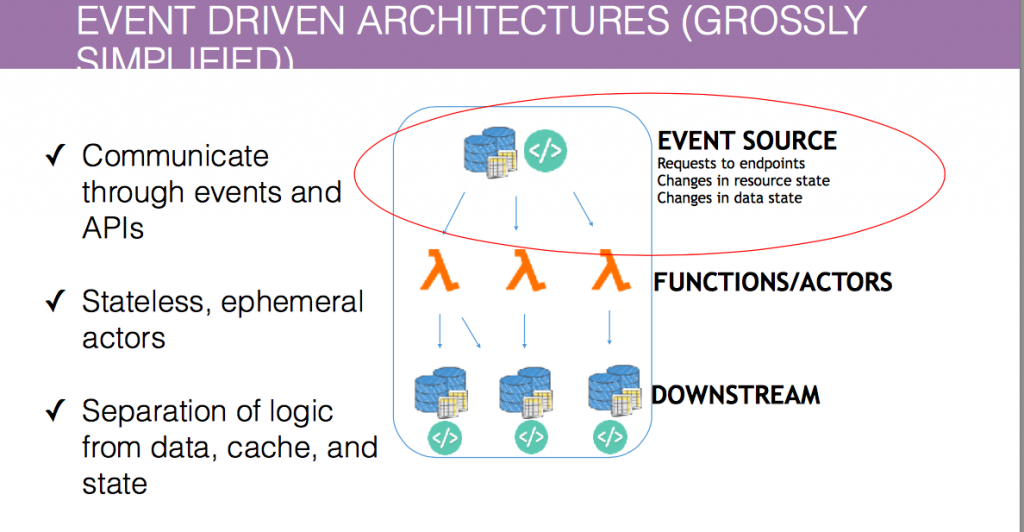 EVENT DRIVEN ARCHITECTURES (GROSSLY
SIMPLIFIED)
✓ Communicate
through events and
APIs
✓ Stateless, ephemeral
actors
✓ Separation of logic
from data, cache, and
state
</>
EVENT SOURCE
Requests to endpoints
Changes in resource state
Changes in data state
λ λ λ
FUNCTIONS/ACTORS
DOWNSTREAM
</> </> </>